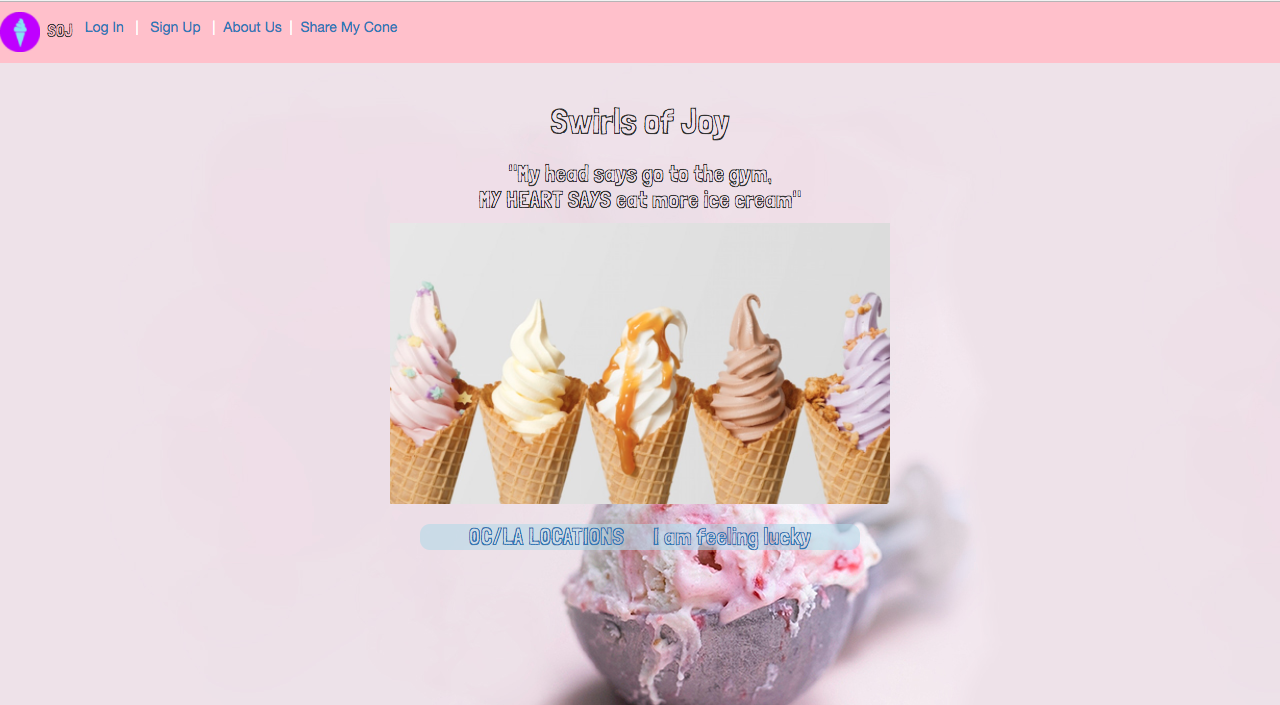 SOJ Log In | Sign Up | About Us | Share My Cone
Swirls of Joy
"My head says go to the gym,
MY HEART SAYS eat more ice cream"
OC/LA LOCATIONS I am feeling lucky